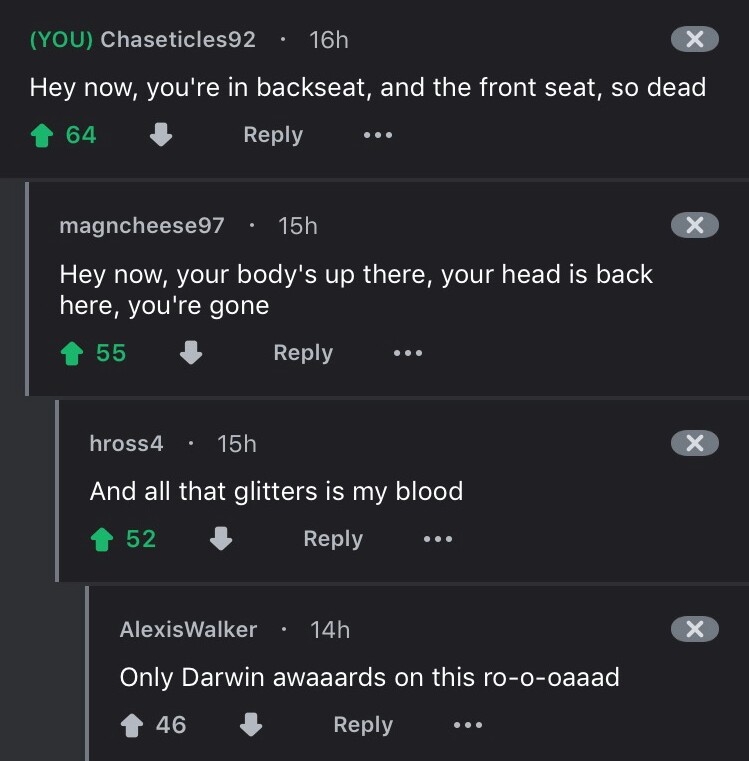 (YOU) Chaseticles92 · 16h
Hey now, you're in backseat, and the front seat, so dead
64 Reply •••
magncheese97 · 15h
Hey now, your body's up there, your head is back
here, you're gone
55 Reply •••
hross4 · 15h
And all that glitters is my blood
52 Reply •••
AlexisWalker · 14h
Only Darwin awaaards on this ro-o-oaaad
46 Reply •••